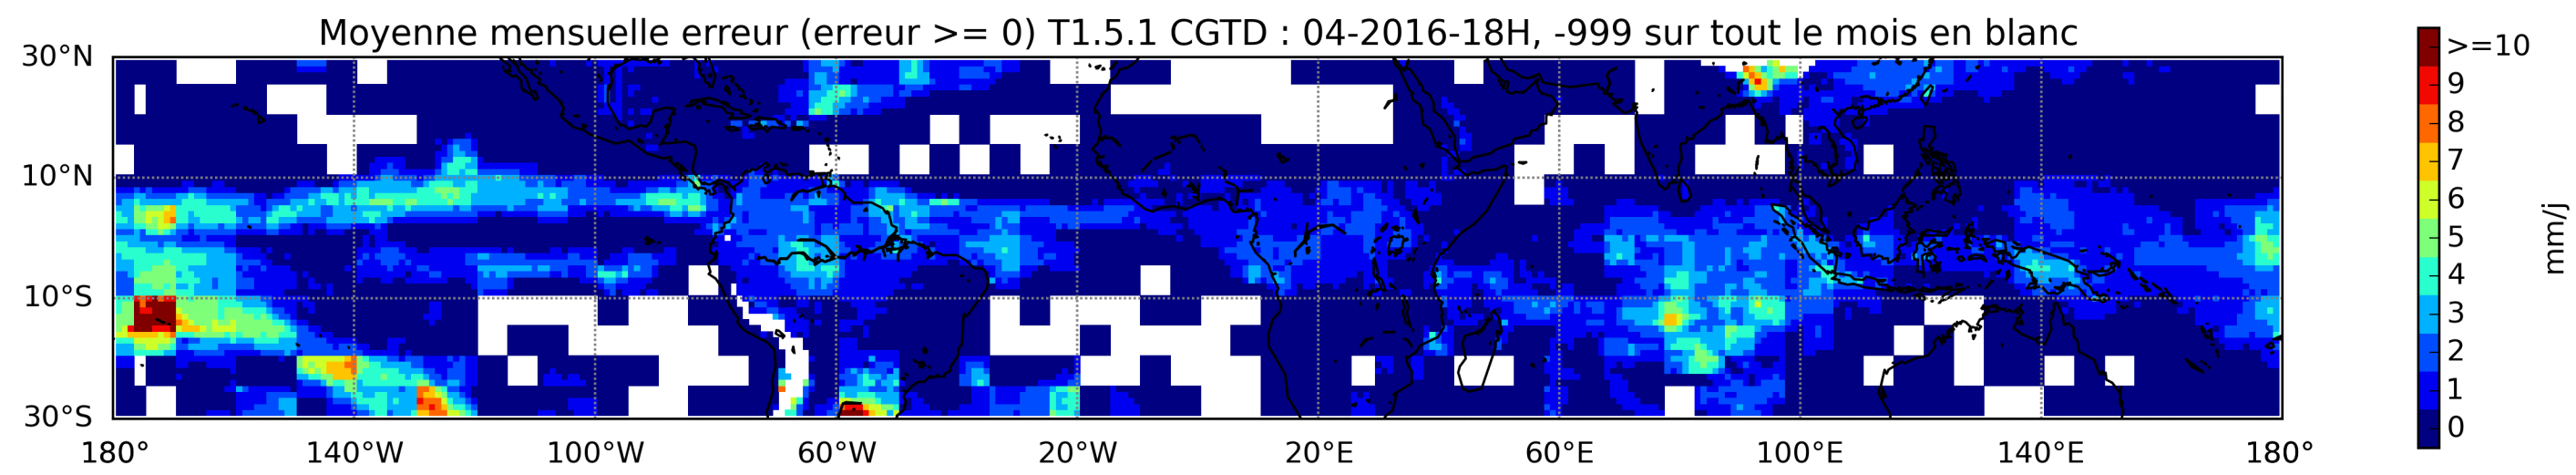 Moyenne mensuelle erreur (erreur >= 0) T1.5.1 CGTD : 04-2016-18H, -999 sur tout le mois en blanc
30°N
10°N
10°S
30°S
180° 140°W 100°W 60°W 20°W 20°E 60°E 100°E 140°E 180°
>=10
9
8
7
6
5
4
3
2
1
0
mm/j